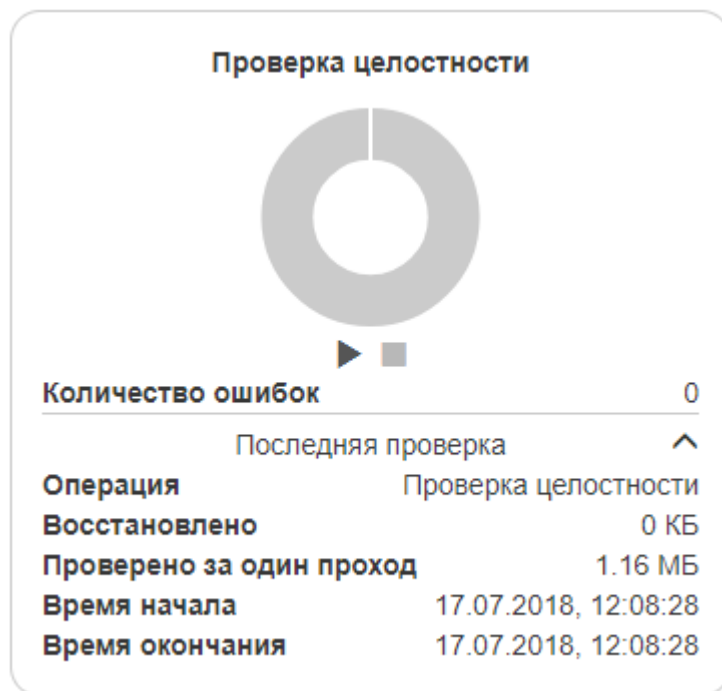 Проверка целостности
Количество ошибок 0
Последняя проверка
Операция Проверка целостности
Восстановлено 0 КБ
Проверено за один проход 1.16 МБ
Время начала 17.07.2018, 12:08:28
Время окончания 17.07.2018, 12:08:28